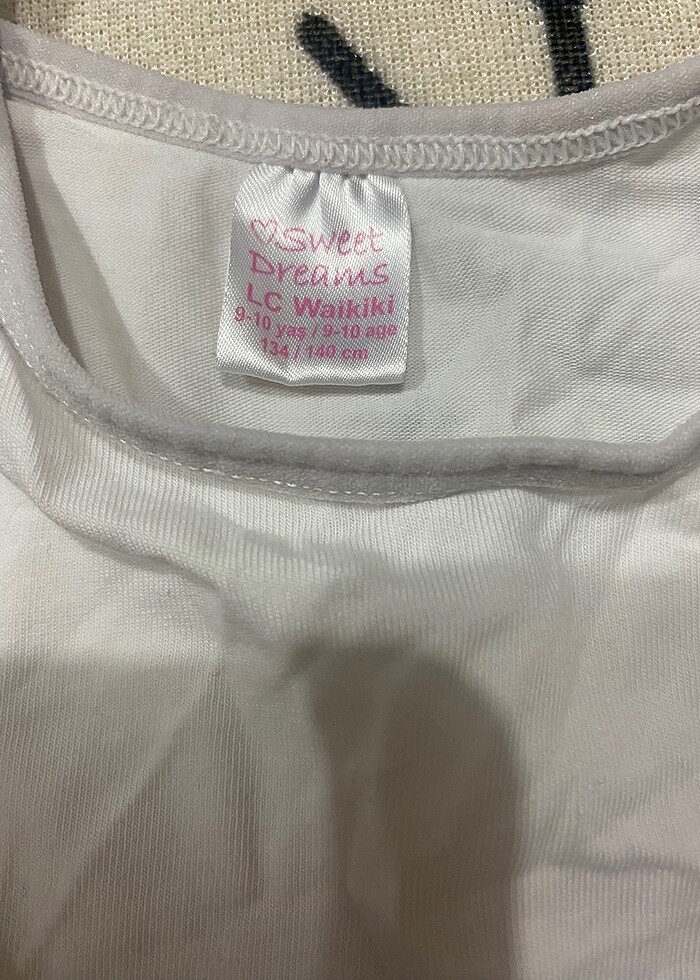 ♡Sweet
Dreams
LC Waikiki
9-10 yaş / 9-10 age
134 / 140 cm